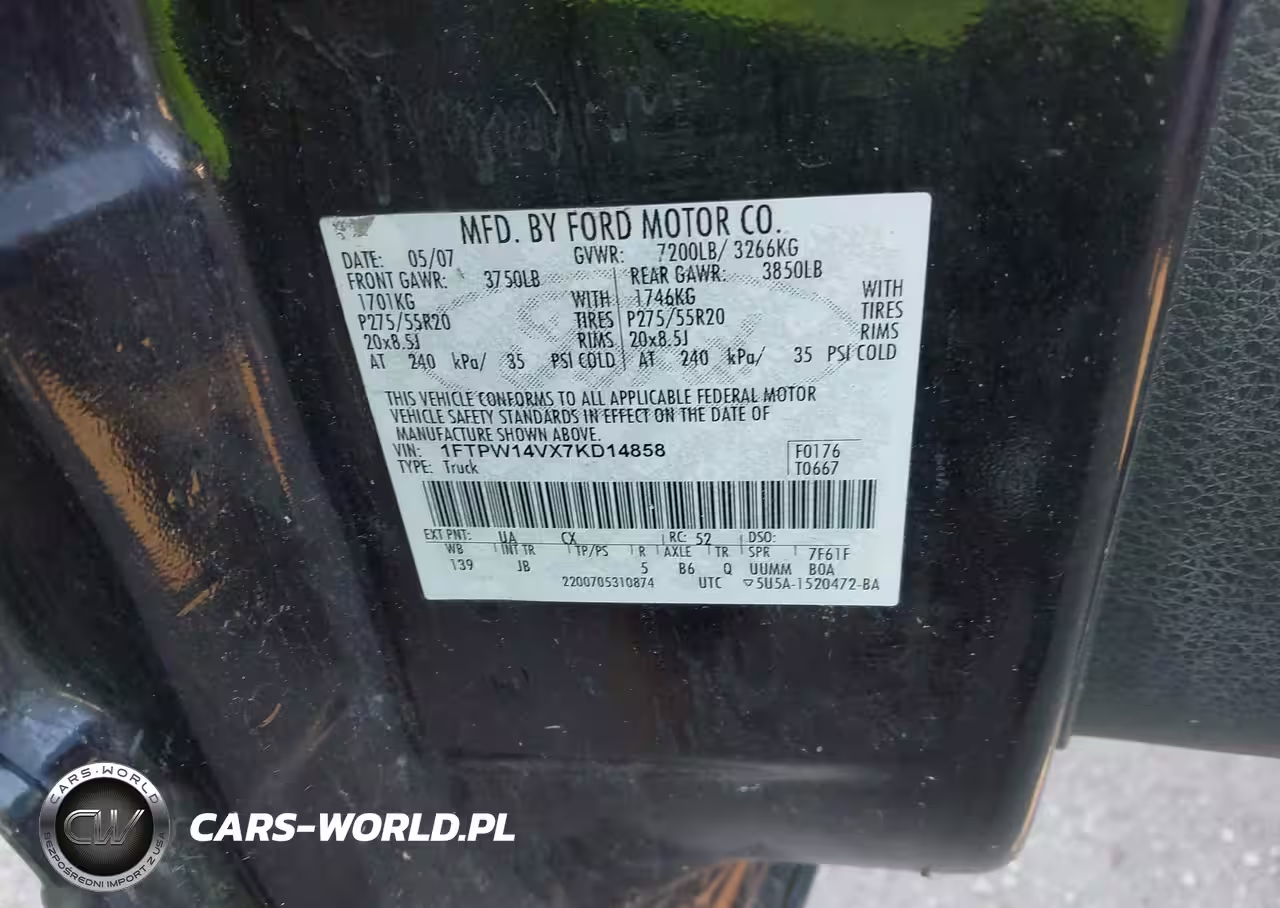 MFD. BY FORD MOTOR CO.
DATE: 05/07 GVWR: 7200LB/ 3266KG
FRONT GAWR: 3750LB REAR GAWR: 3850LB
1701KG WITH 1746KG WITH
P275/55R20 TIRES P275/55R20 TIRES
20x8.5J RIMS 20x8.5J RIMS
AT 240 kPa/ 35 PSI COLD AT 240 kPa/ 35 PSI COLD
THIS VEHICLE CONFORMS TO ALL APPLICABLE FEDERAL MOTOR
VEHICLE SAFETY STANDARDS IN EFFECT ON THE DATE OF
MANUFACTURE SHOWN ABOVE.
VIN: 1FTPW14VX7KD14858 F0176
TYPE: Truck T0667
EXT PNT: UA CX RC: 52 DSO:
WB INT TR TP/PS R AXLE TR SPR 7F61F
139 JB 5 B6 Q UUMM BOA
2200705310874 UTC ▽5U5A-1520472-BA
CARS-WORLD
CW
BEZPOŚREDNI IMPORT Z USA
CARS-WORLD.PL